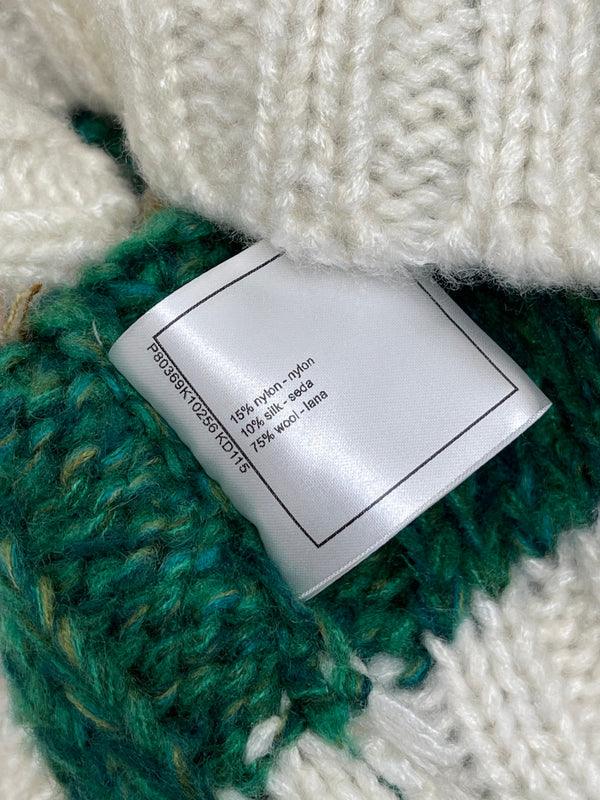 P80369K10256 KD115
15% nylon - nylon
10% silk - seda
75% wool - lana